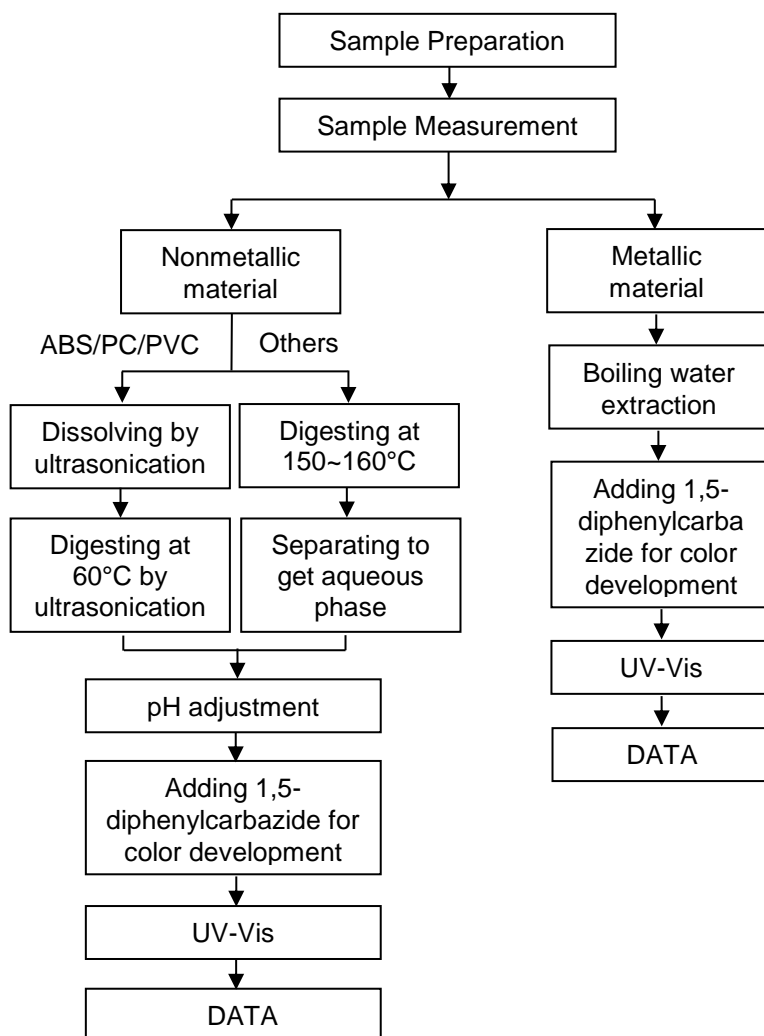 Sample Preparation
Sample Measurement
Nonmetallic
material
ABS/PC/PVC
Others
Dissolving by
ultrasonication
Digesting at
150~160°C
Digesting at
60°C by
ultrasonication
Separating to
get aqueous
phase
pH adjustment
Adding 1,5-
diphenylcarbazide for
color development
UV-Vis
DATA
Metallic
material
Boiling water
extraction
Adding 1,5-
diphenylcarba
zide for color
development
UV-Vis
DATA